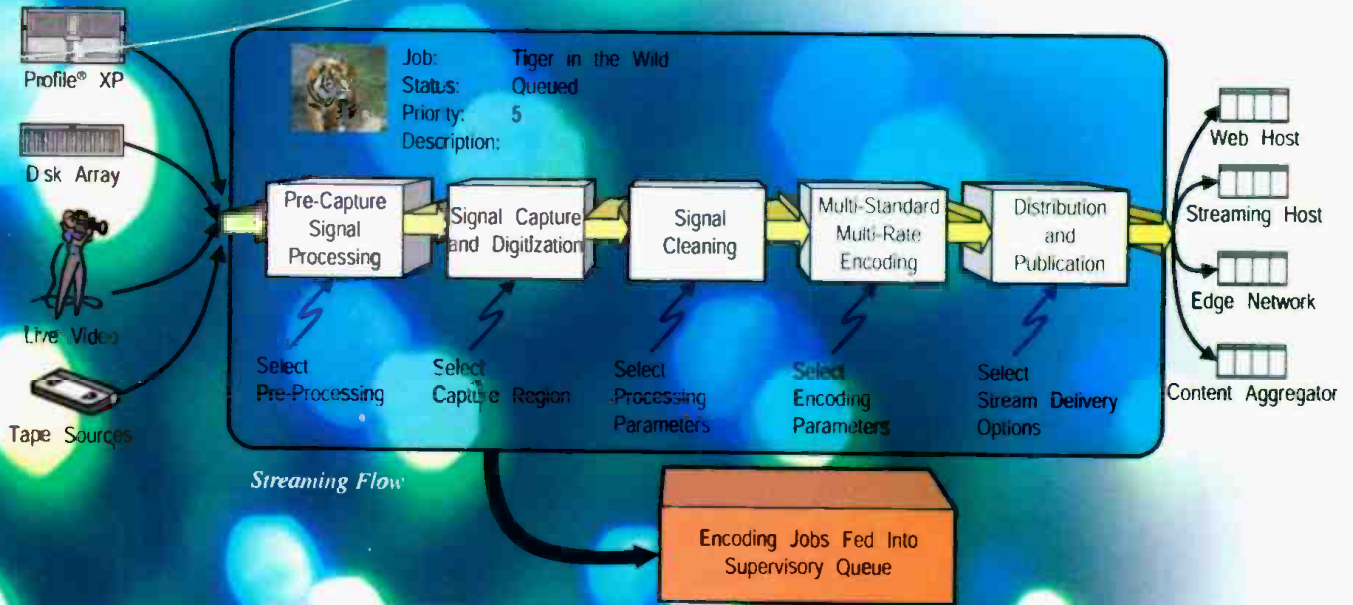 Profile® XP
Disk Array
Live Video
Tape Sources
Job: Tiger in the Wild
Status: Queued
Priority: 5
Description:
Pre-Capture
Signal
Processing
Signal Capture
and Digitization
Signal
Cleaning
Multi-Standard
Multi-Rate
Encoding
Distribution
and
Publication
Select
Pre-Processing
Select
Capture Region
Select
Processing
Parameters
Select
Encoding
Parameters
Select
Stream Delivery
Options
Web Host
Streaming Host
Edge Network
Content Aggregator
Streaming Flow
Encoding Jobs Fed Into
Supervisory Queue